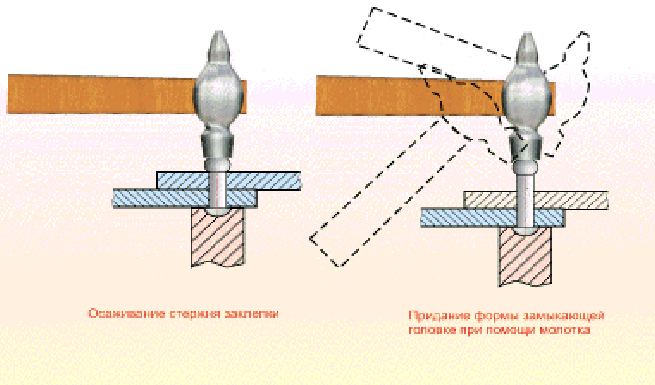 Осаживание стержня заклепки
Придание формы замыкающей
головке при помощи молотка